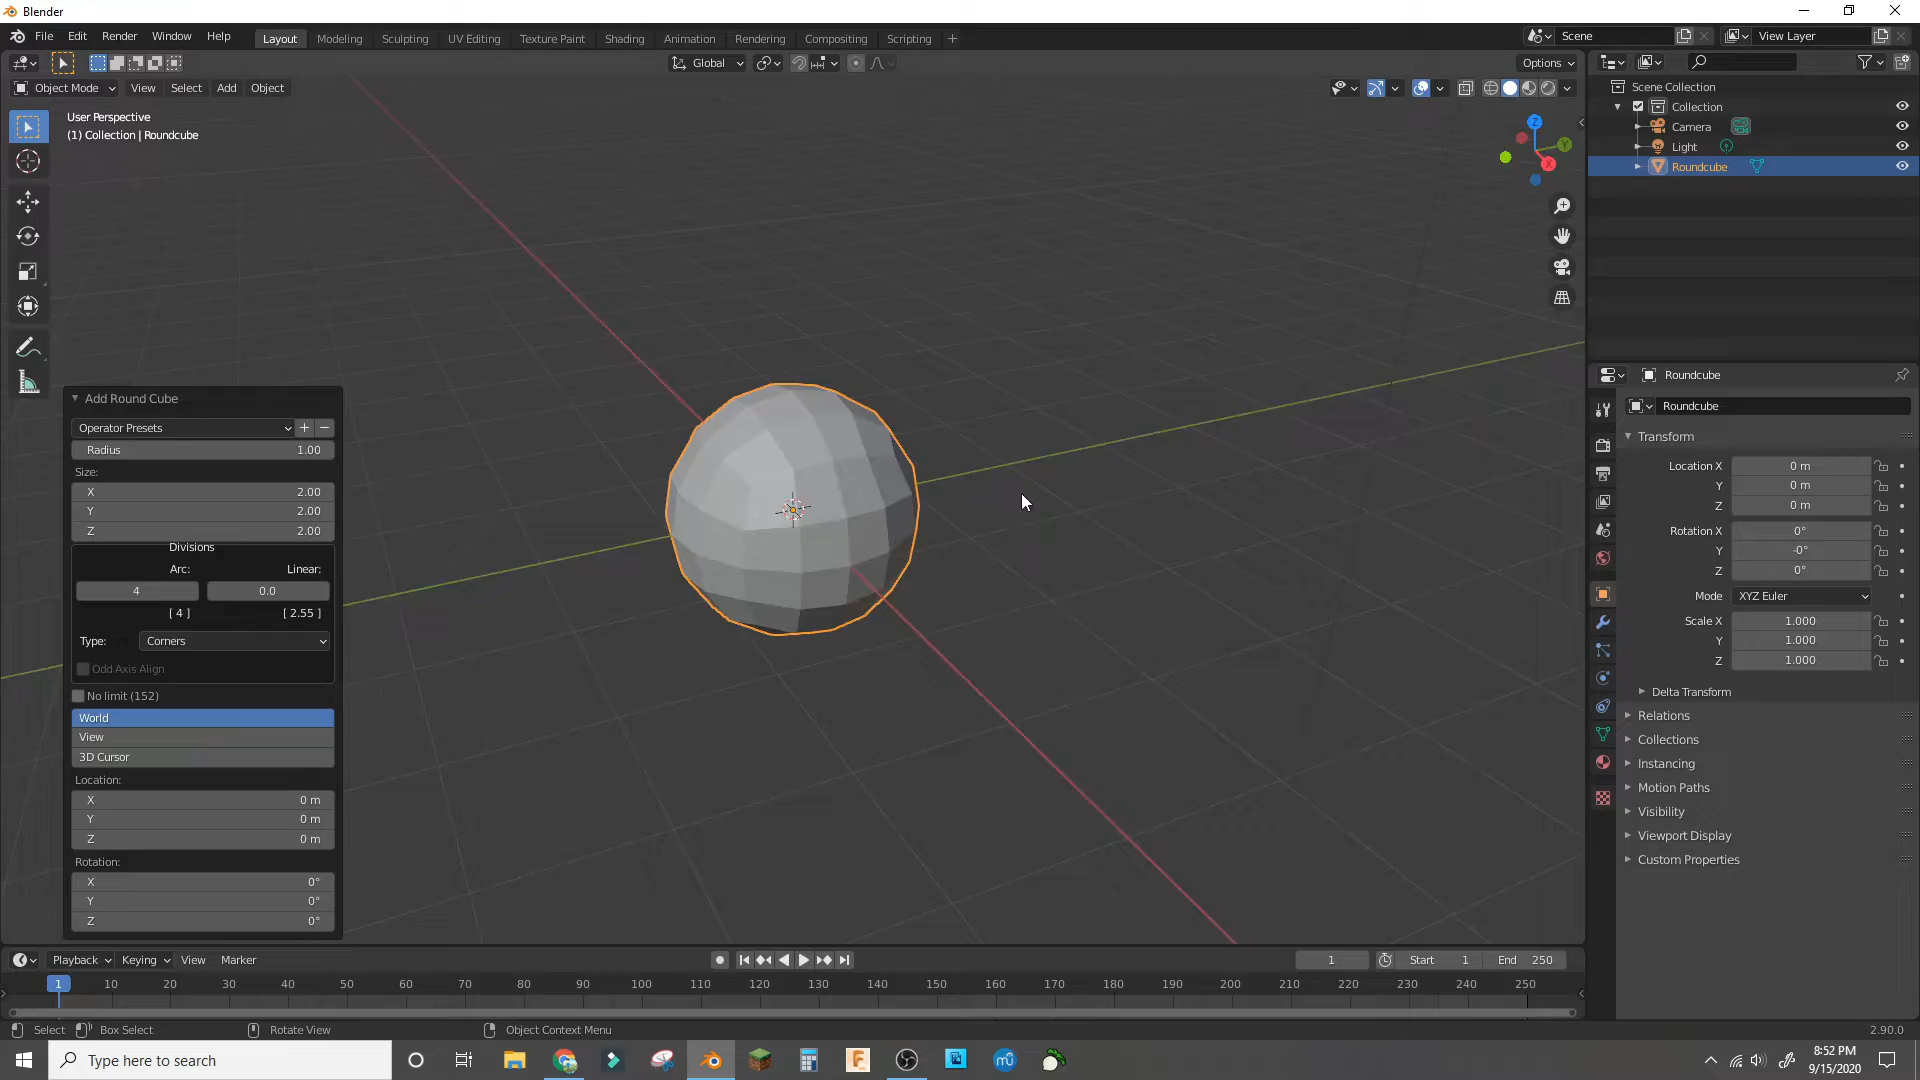 Blender
File Edit Render Window Help Layout Modeling Sculpting UV Editing Texture Paint Shading Animation Rendering Compositing Scripting + Scene View Layer
Global Options
Object Mode View Select Add Object
User Perspective
(1) Collection | Roundcube
Z
Y
X
Scene Collection
Collection
Camera
Light
Roundcube
Add Round Cube
Operator Presets + −
Radius 1.00
Size:
X 2.00
Y 2.00
Z 2.00
Divisions
Arc: Linear:
4 0.0
[ 4 ] [ 2.55 ]
Type: Corners
Odd Axis Align
No limit (152)
World
View
3D Cursor
Location:
X 0 m
Y 0 m
Z 0 m
Rotation:
X 0°
Y 0°
Z 0°
Roundcube
Roundcube
Transform
Location X 0 m
Y 0 m
Z 0 m
Rotation X 0°
Y -0°
Z 0°
Mode XYZ Euler
Scale X 1.000
Y 1.000
Z 1.000
Delta Transform
Relations
Collections
Instancing
Motion Paths
Visibility
Viewport Display
Custom Properties
Playback Keying View Marker 1 Start 1 End 250
1 10 20 30 40 50 60 70 80 90 100 110 120 130 140 150 160 170 180 190 200 210 220 230 240 250
Select Box Select Rotate View Object Context Menu 2.90.0
Type here to search
mü
8:52 PM
9/15/2020